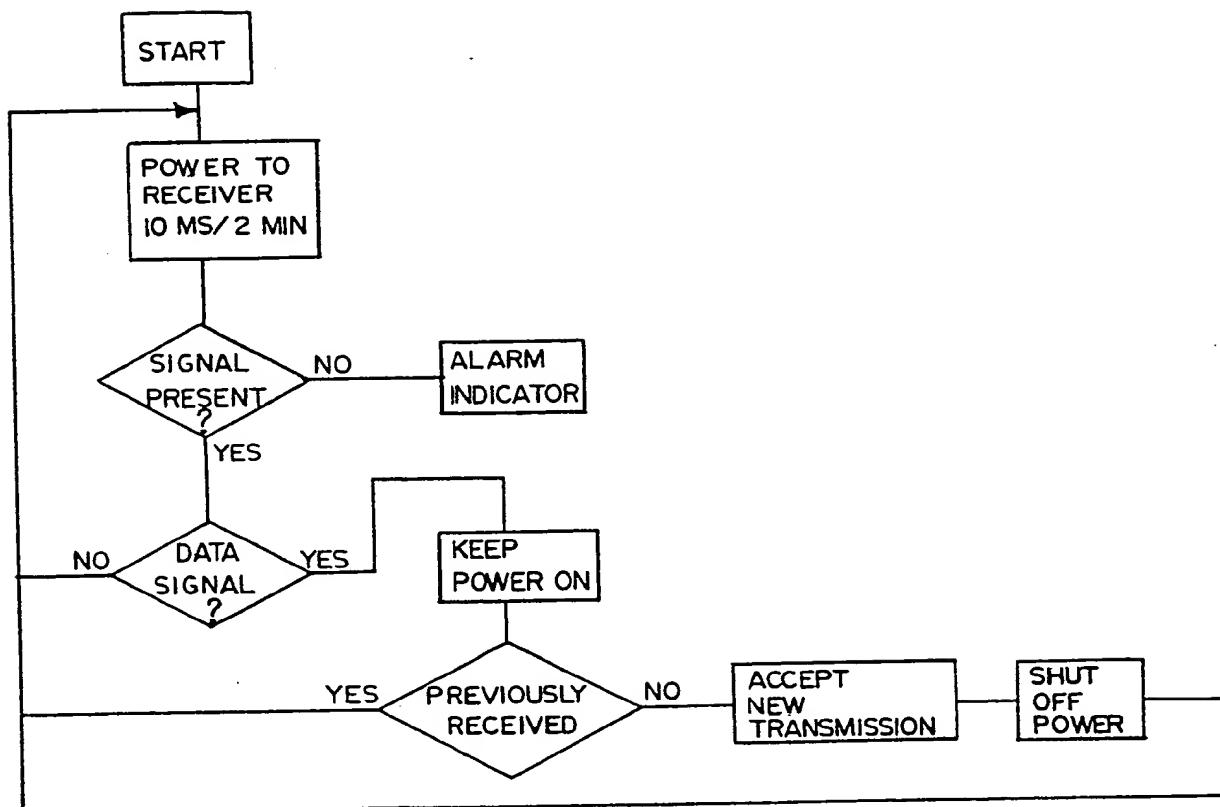 START
POWER TO
RECEIVER
10 MS/2 MIN
SIGNAL
PRESENT
?
NO
ALARM
INDICATOR
YES
NO
DATA
SIGNAL
?
YES
KEEP
POWER ON
YES
PREVIOUSLY
RECEIVED
NO
ACCEPT
NEW
TRANSMISSION
SHUT
OFF
POWER